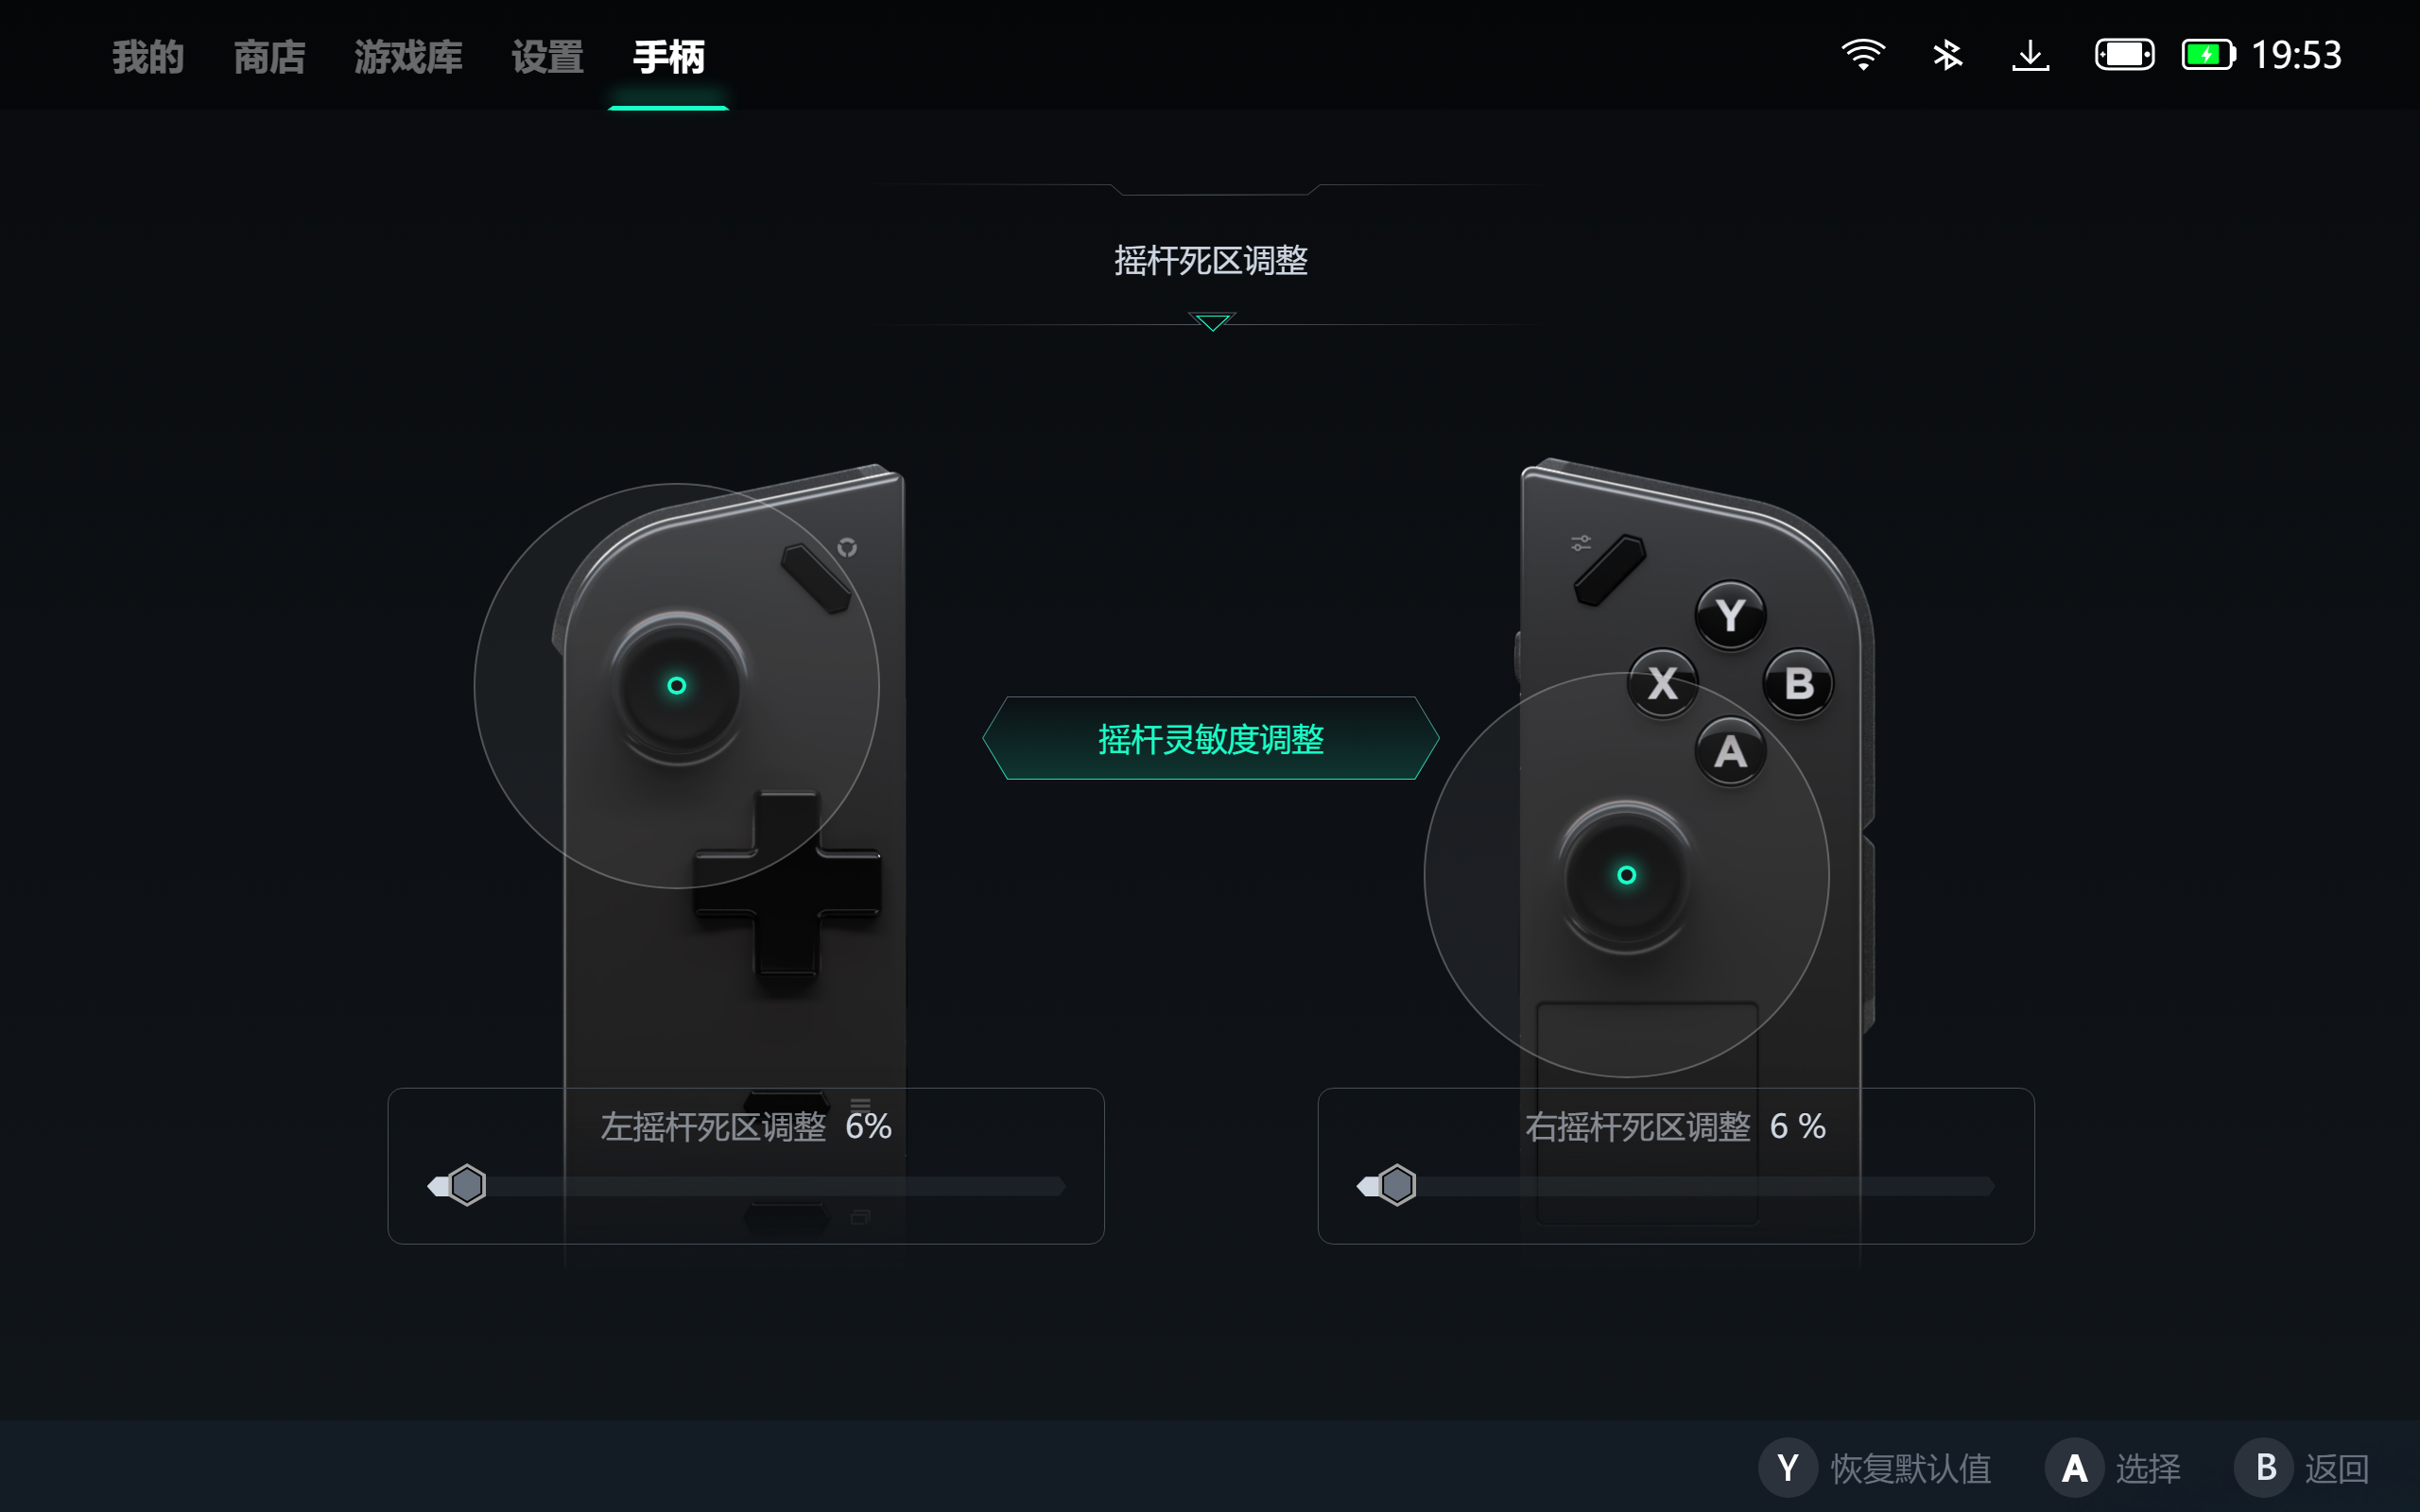 我的 商店 游戏库 设置 手柄 19:53
摇杆死区调整
Y
X B
A
摇杆灵敏度调整
左摇杆死区调整 6%
右摇杆死区调整 6 %
Y 恢复默认值 A 选择 B 返回